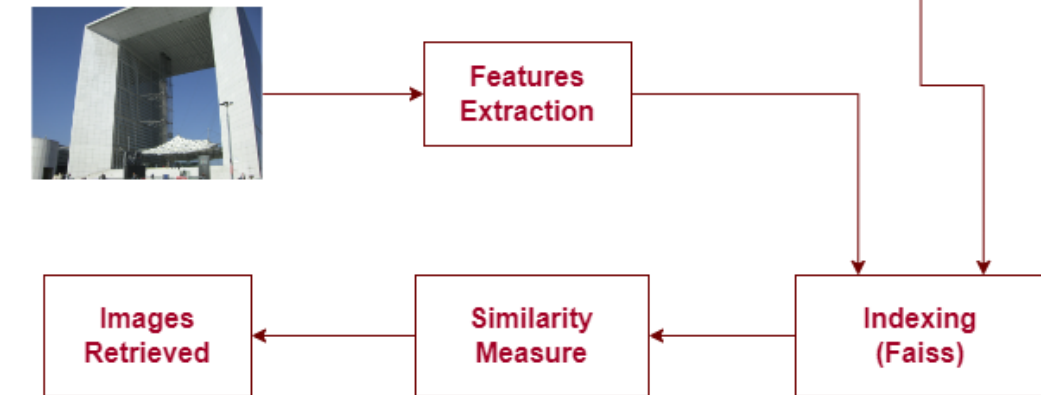 Features
Extraction
Images
Retrieved
Similarity
Measure
Indexing
(Faiss)